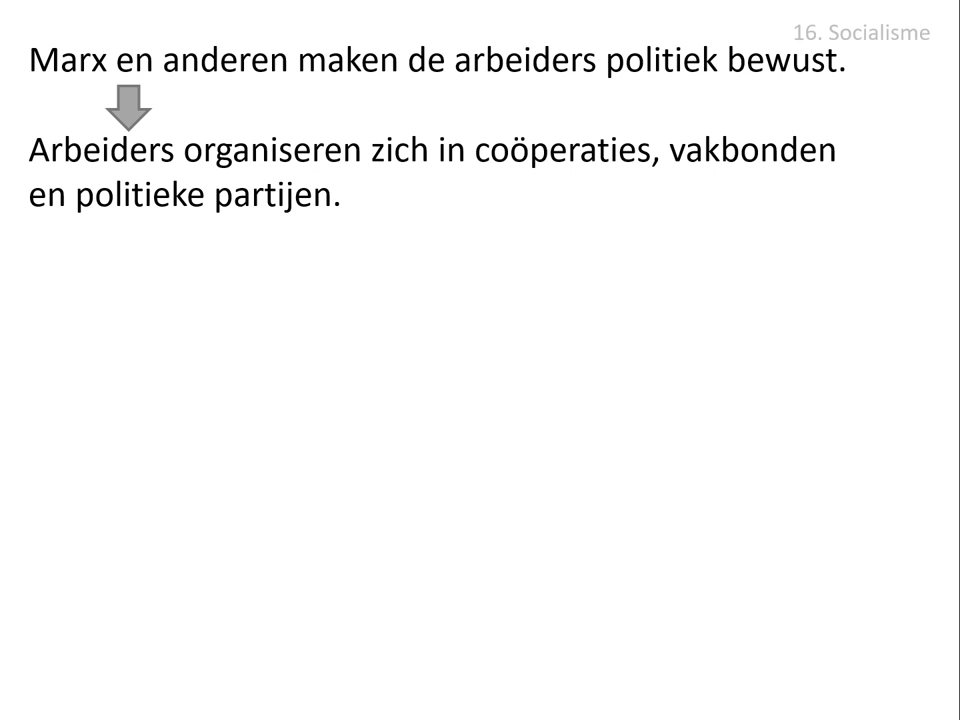 16. Socialisme
Marx en anderen maken de arbeiders politiek bewust.
Arbeiders organiseren zich in coöperaties, vakbonden
en politieke partijen.